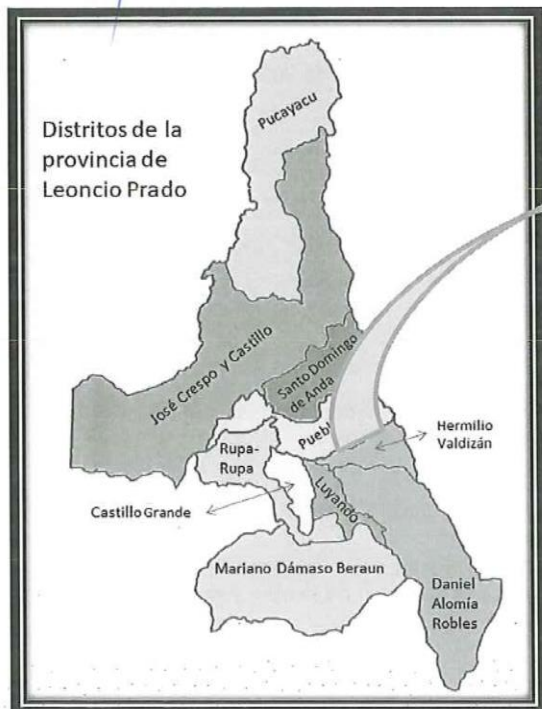 Distritos de la
provincia de
Leoncio Prado
Pucayacu
José Crespo y Castillo
Santo Domingo
de Anda
Puebl
Hermilio
Valdizán
Rupa-
Rupa
Castillo Grande
Luyando
Mariano Dámaso Beraun
Daniel
Alomía
Robles